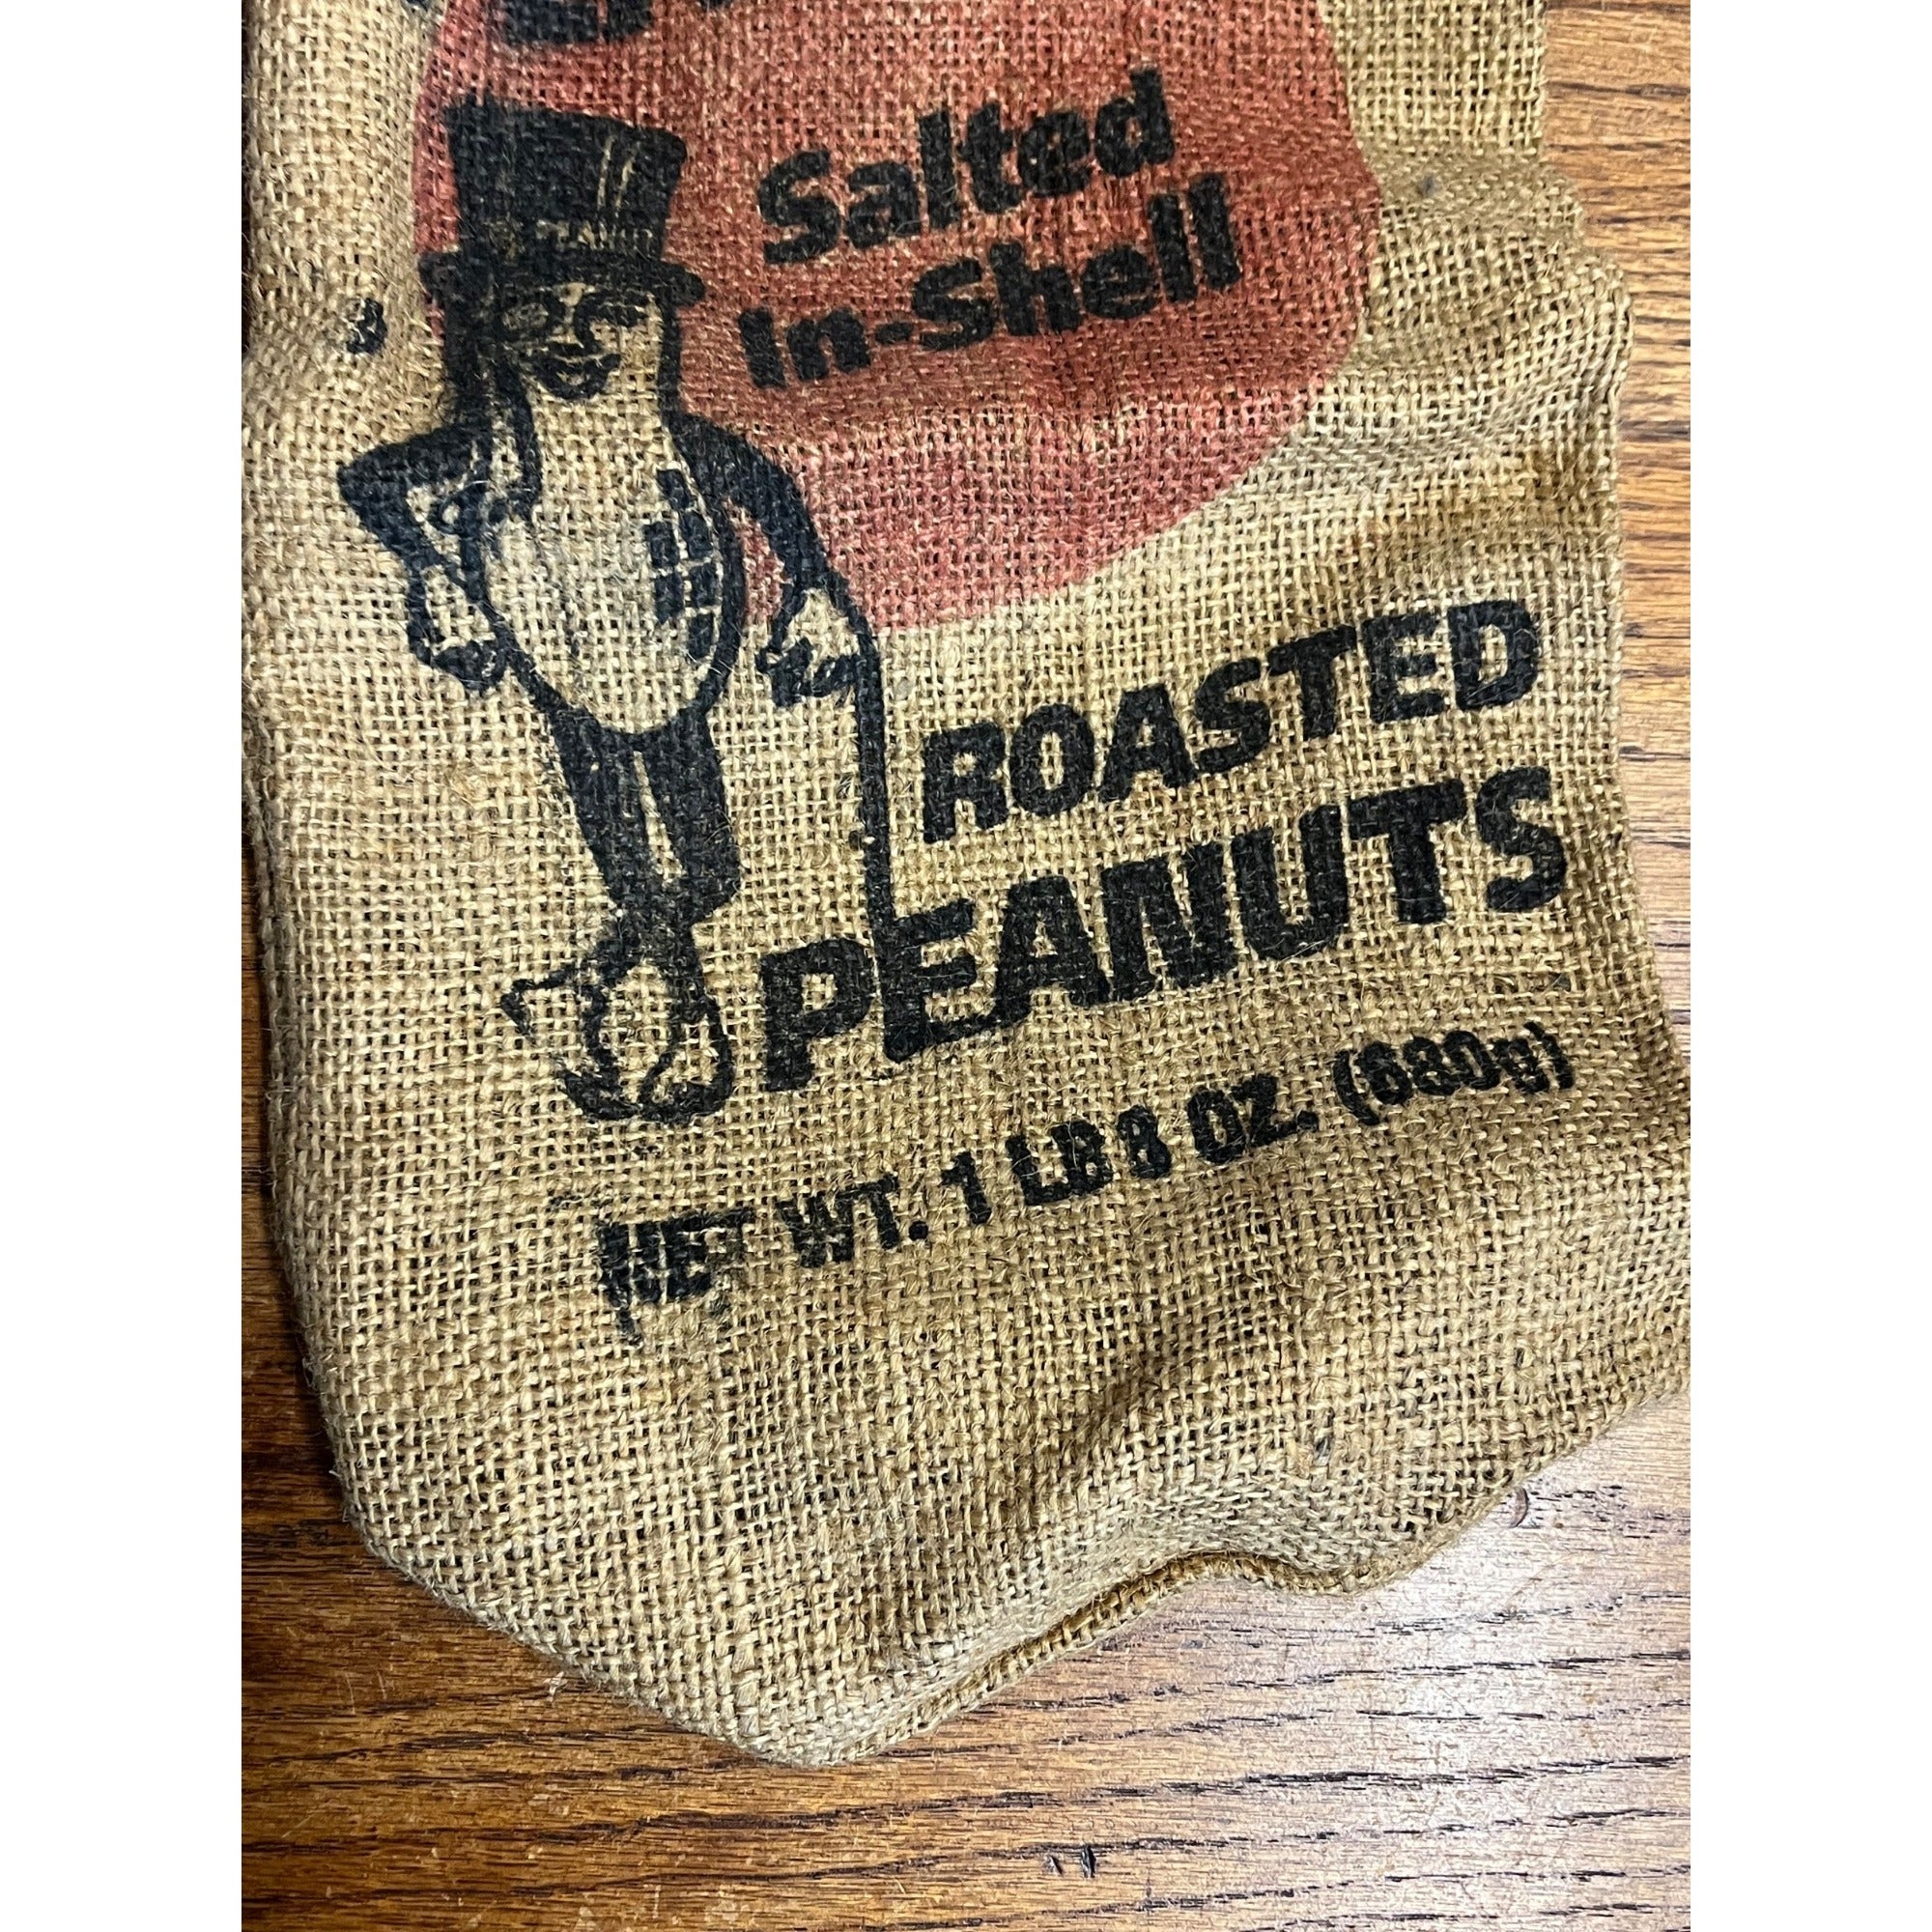 Salted
In-Shell
ROASTED
PEANUTS
NET WT. 1 LB 8 OZ. (680g)